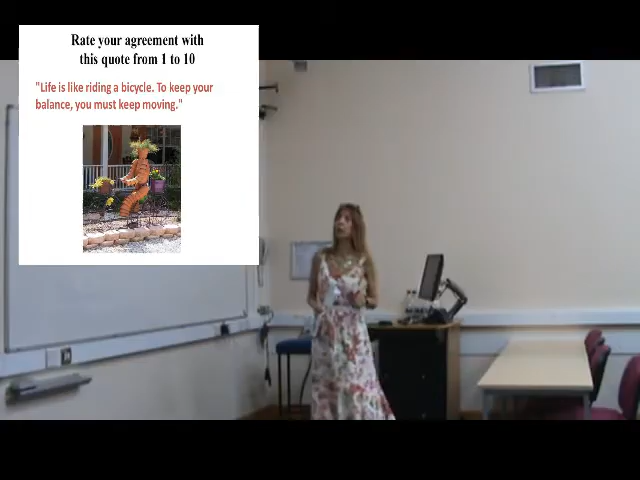 Rate your agreement with
this quote from 1 to 10
"Life is like riding a bicycle. To keep your
balance, you must keep moving."